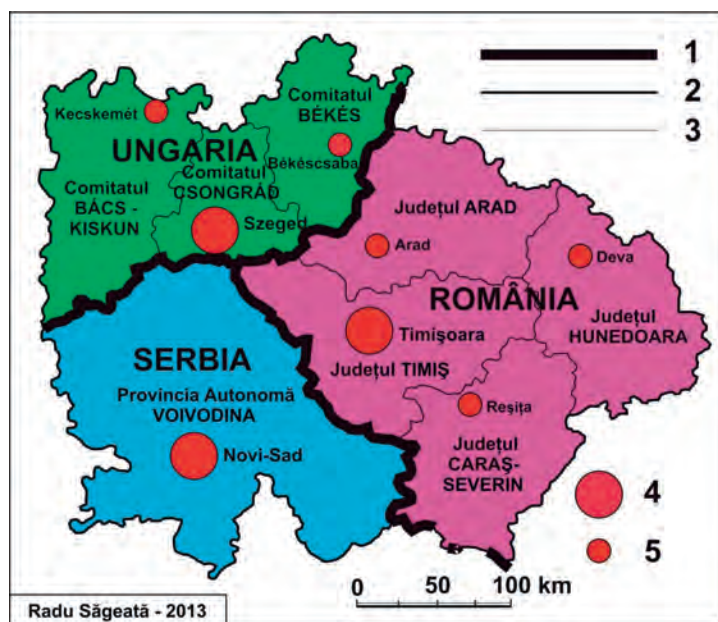 1
2
3
Comitatul
BÉKÉS
Kecskemét
UNGARIA
Békéscsaba
Comitatul
CSONGRÁD
Comitatul
BÁCS -
KISKUN
Szeged
Județul ARAD
Arad
Deva
ROMÂNIA
Județul
HUNEDOARA
Timișoara
Județul TIMIȘ
SERBIA
Provincia Autonomă
VOIVODINA
Reșița
Județul
CARAŞ-
SEVERIN
Novi-Sad
4
5
0 50 100 km
Radu Săgeată - 2013